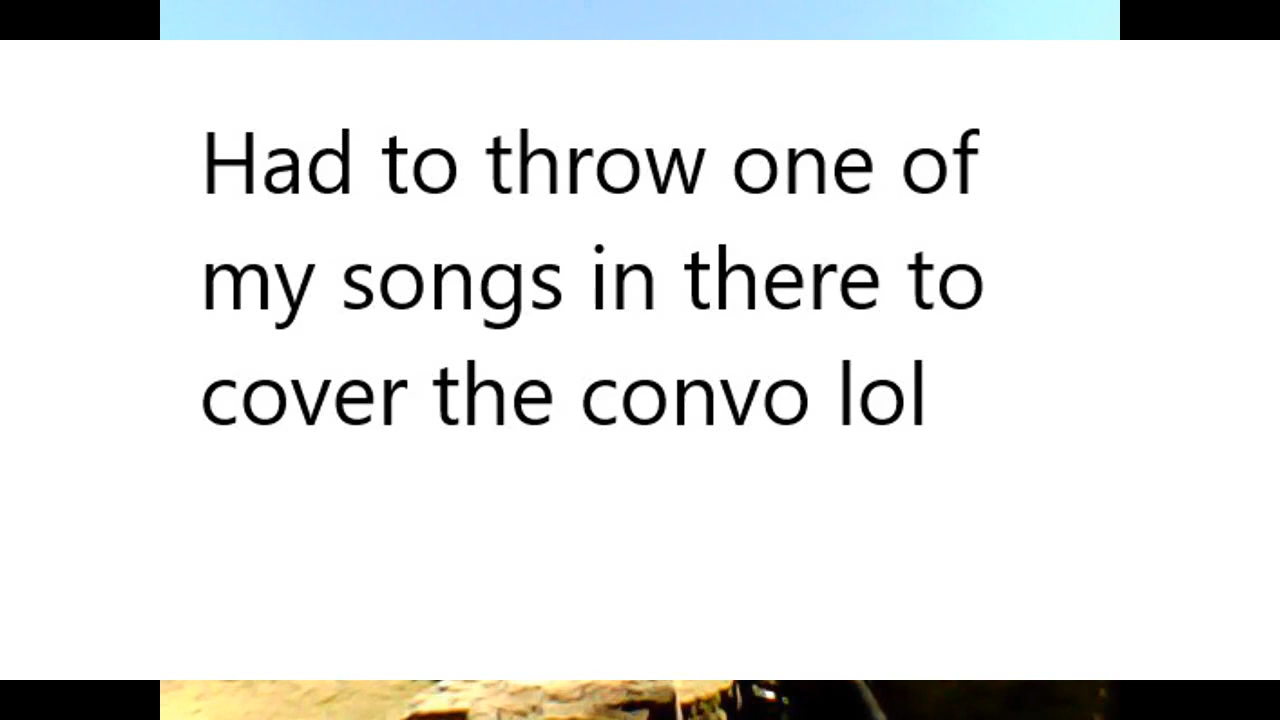 Had to throw one of
my songs in there to
cover the convo lol